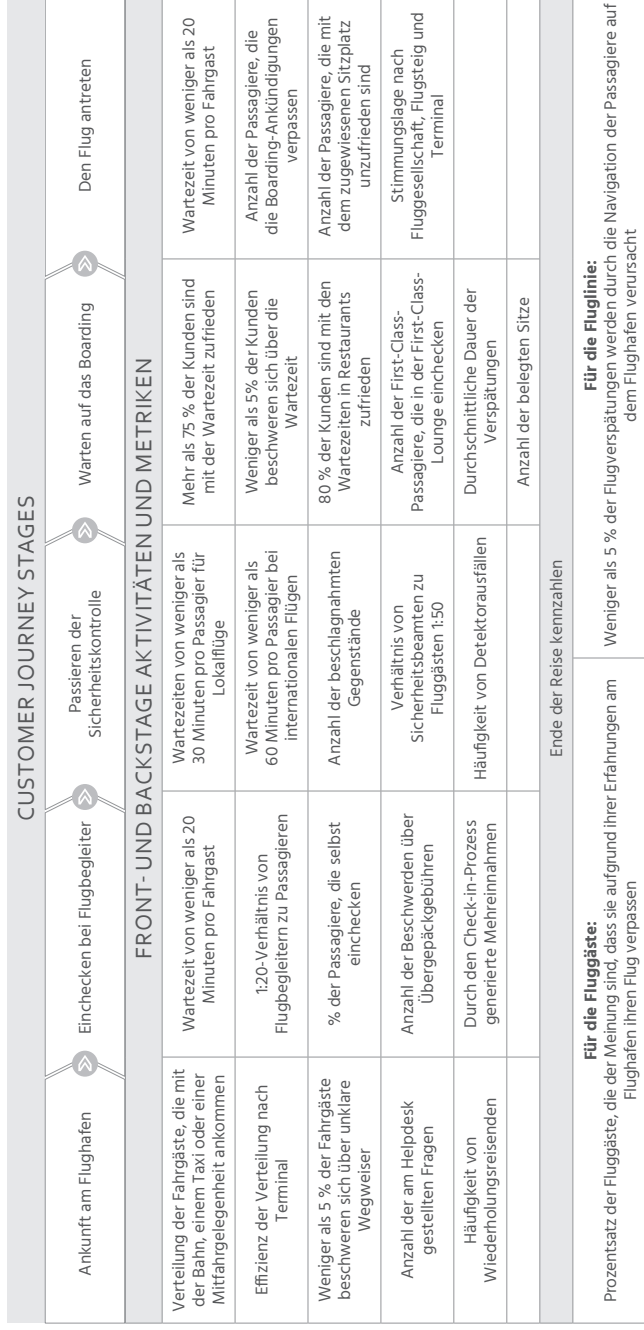 CUSTOMER JOURNEY STAGES
Ankunft am Flughafen
Einchecken bei Flugbegleiter
Passieren der
Sicherheitskontrolle
Warten auf das Boarding
Den Flug antreten
FRONT- UND BACKSTAGE AKTIVITÄTEN UND METRIKEN
Verteilung der Fahrgäste, die mit
der Bahn, einem Taxi oder einer
Mitfahrgelegenheit ankommen
Wartezeit von weniger als 20
Minuten pro Fahrgast
Wartezeiten von weniger als
30 Minuten pro Passagier für
Lokalflüge
Mehr als 75 % der Kunden sind
mit der Wartezeit zufrieden
Wartezeit von weniger als 20
Minuten pro Fahrgast
Effizienz der Verteilung nach
Terminal
1:20-Verhältnis von
Flugbegleitern zu Passagieren
Wartezeit von weniger als
60 Minuten pro Passagier bei
internationalen Flügen
Weniger als 5% der Kunden
beschweren sich über die
Wartezeit
Anzahl der Passagiere, die
die Boarding-Ankündigungen
verpassen
Weniger als 5 % der Fahrgäste
beschweren sich über unklare
Wegweiser
% der Passagiere, die selbst
einchecken
Anzahl der beschlagnahmten
Gegenstände
80 % der Kunden sind mit den
Wartezeiten in Restaurants
zufrieden
Anzahl der Passagiere, die mit
dem zugewiesenen Sitzplatz
unzufrieden sind
Anzahl der am Helpdesk
gestellten Fragen
Anzahl der Beschwerden über
Übergepäckgebühren
Verhältnis von
Sicherheitsbeamten zu
Fluggästen 1:50
Anzahl der First-Class-
Passagiere, die in der First-Class-
Lounge einchecken
Stimmungslage nach
Fluggesellschaft, Flugsteig und
Terminal
Häufigkeit von
Wiederholungsreisenden
Durch den Check-in-Prozess
generierte Mehreinnahmen
Häufigkeit von Detektorausfällen
Durchschnittliche Dauer der
Verspätungen
Anzahl der belegten Sitze
Ende der Reise kennzahlen
Für die Fluggäste:
Prozentsatz der Fluggäste, die der Meinung sind, dass sie aufgrund ihrer Erfahrungen am
Flughafen ihren Flug verpassen
Für die Fluglinie:
Weniger als 5 % der Flugverspätungen werden durch die Navigation der Passagiere auf
dem Flughafen verursacht